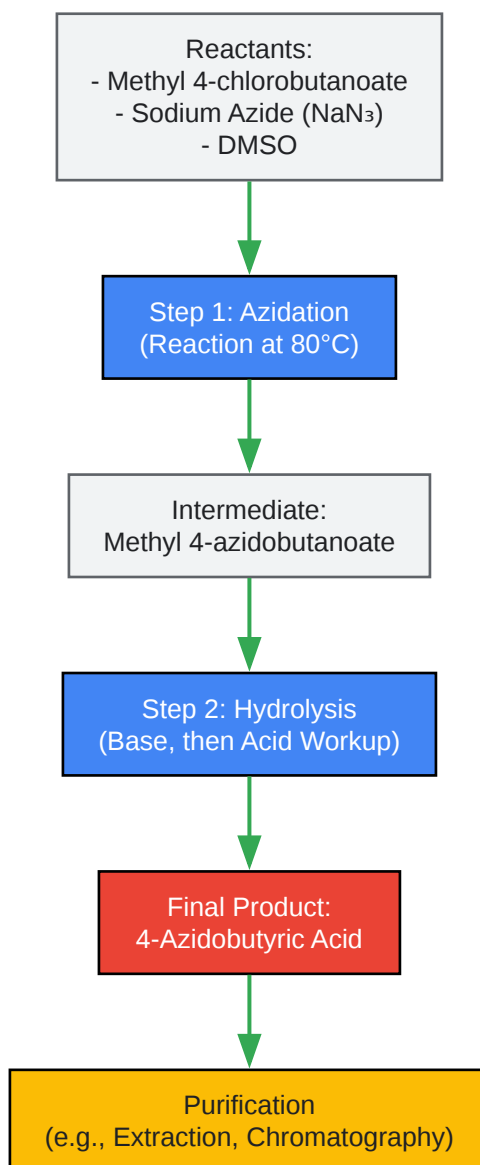 Reactants:
- Methyl 4-chlorobutanoate
- Sodium Azide (NaN₃)
- DMSO
Step 1: Azidation
(Reaction at 80°C)
Intermediate:
Methyl 4-azidobutanoate
Step 2: Hydrolysis
(Base, then Acid Workup)
Final Product:
4-Azidobutyric Acid
Purification
(e.g., Extraction, Chromatography)